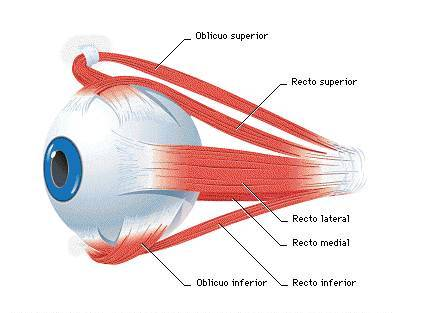 Oblicuo superior
Recto superior
Recto lateral
Recto medial
Oblicuo inferior
Recto inferior